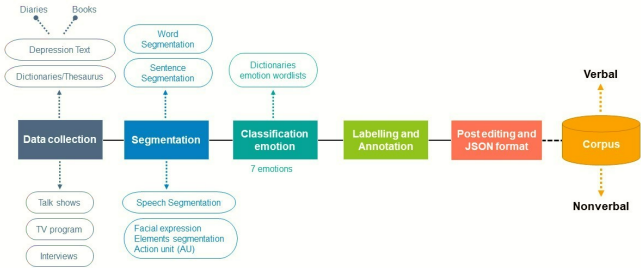 Diaries
Books
Depression Text
Dictionaries/Thesaurus
Word
Segmentation
Sentence
Segmentation
Dictionaries
emotion wordlists
Verbal
Data collection
Segmentation
Classification
emotion
Labelling and
Annotation
Post editing and
JSON format
Corpus
7 emotions
Talk shows
TV program
Interviews
Speech Segmentation
Facial expression
Elements segmentation
Action unit (AU)
Nonverbal